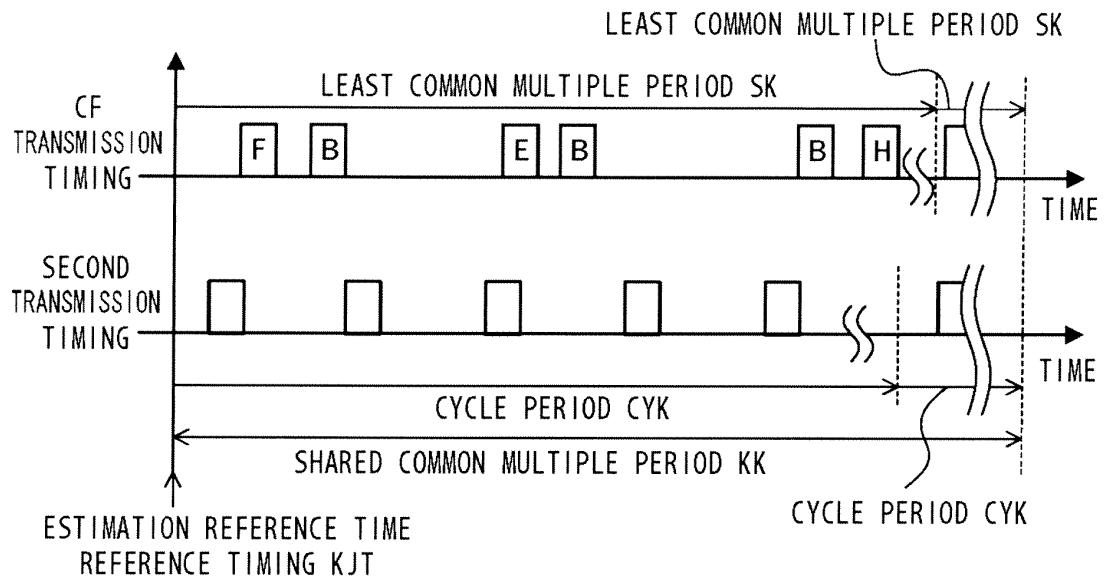 LEAST COMMON MULTIPLE PERIOD SK
LEAST COMMON MULTIPLE PERIOD SK
CF
TRANSMISSION
TIMING
F B E B B H
TIME
SECOND
TRANSMISSION
TIMING
TIME
CYCLE PERIOD CYK
SHARED COMMON MULTIPLE PERIOD KK
CYCLE PERIOD CYK
ESTIMATION REFERENCE TIME
REFERENCE TIMING KJT